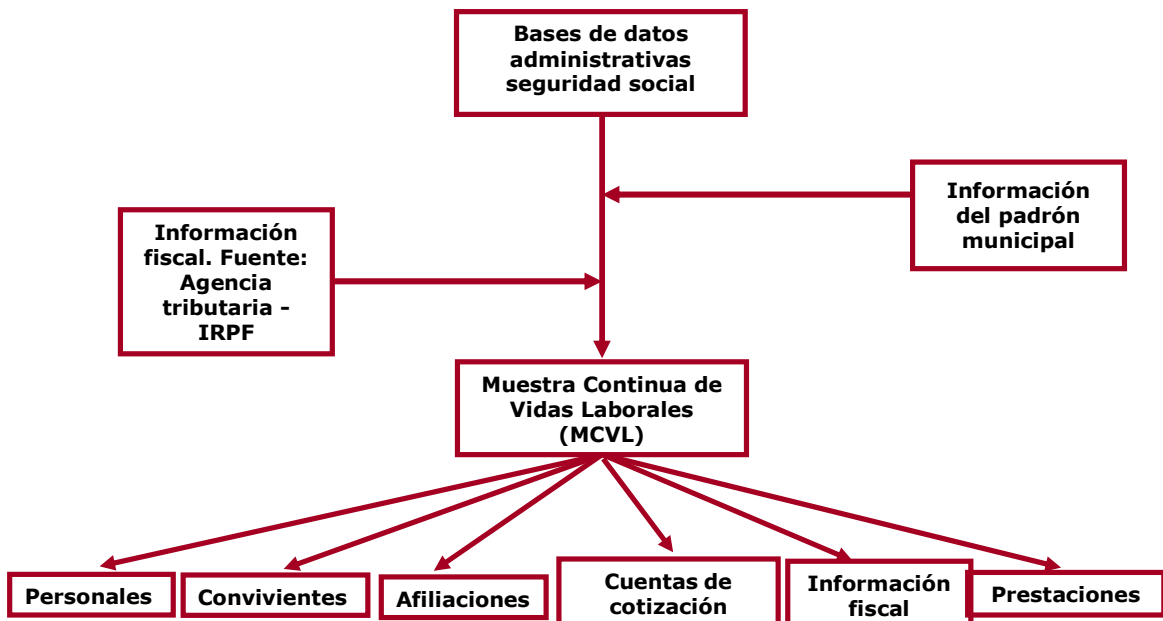 Bases de datos
administrativas
seguridad social
Información
del padrón
municipal
Información
fiscal. Fuente:
Agencia
tributaria -
IRPF
Muestra Continua de
Vidas Laborales
(MCVL)
Personales
Convivientes
Afiliaciones
Cuentas de
cotización
Información
fiscal
Prestaciones